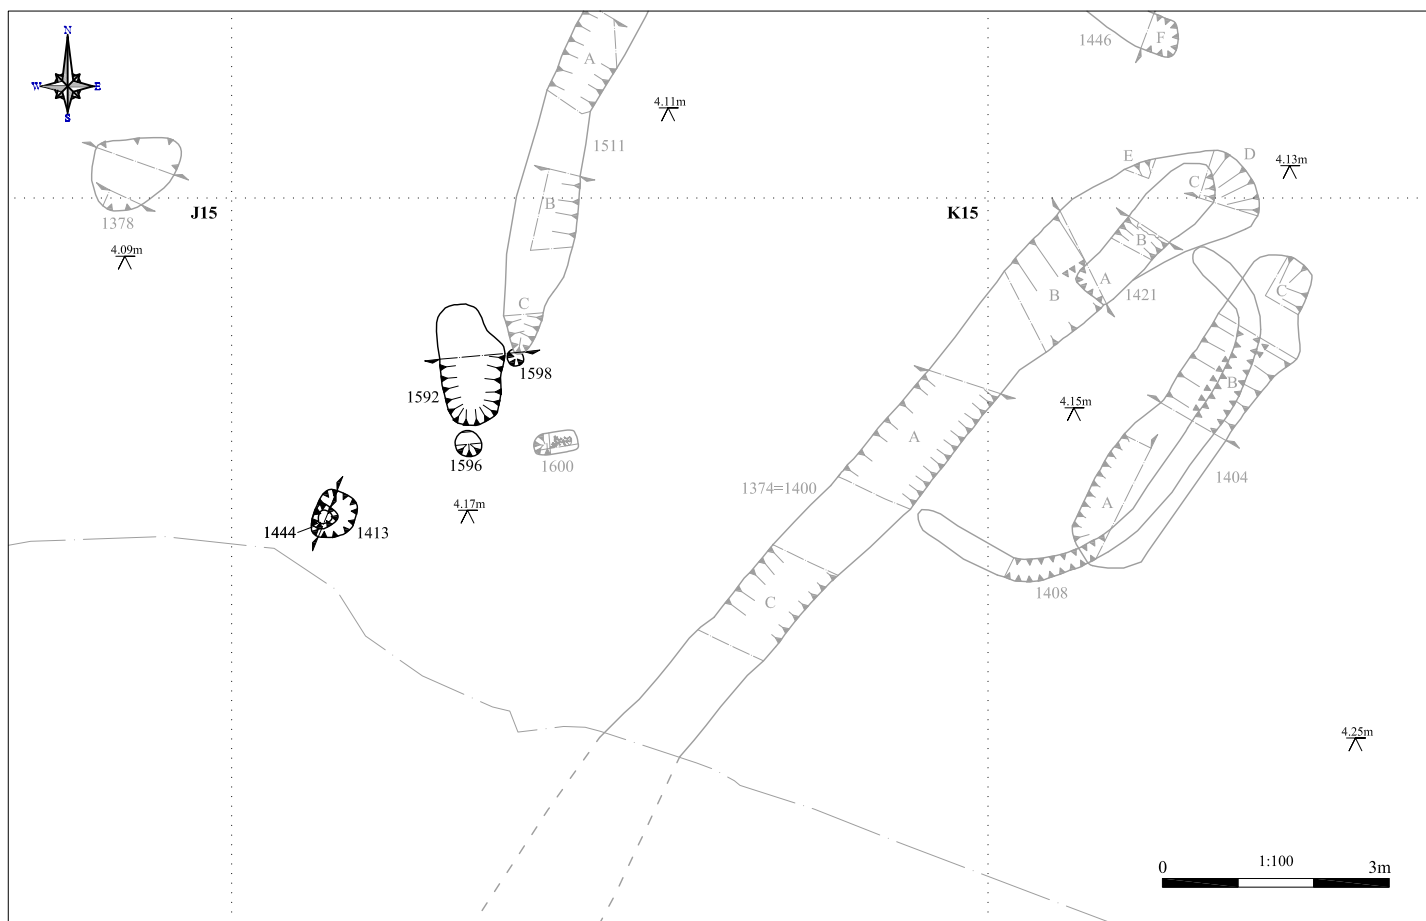 N
W E
S
A
1446
F
4.11m
1511
E
D
4.13m
C
1378
J15
B
K15
4.09m
B
A
B
1421
C
C
1598
1592
B
4.15m
A
1596
1600
1404
1374=1400
4.17m
A
1444
1413
1408
C
4.25m
0 1:100 3m